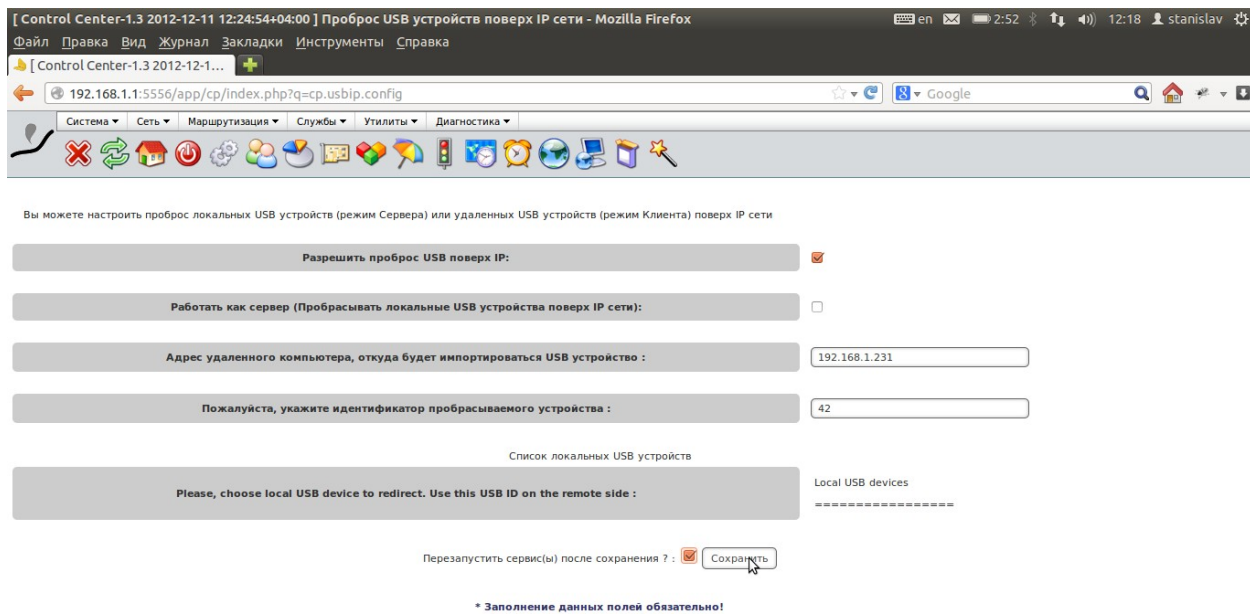 [ Control Center-1.3 2012-12-11 12:24:54+04:00 ] Проброс USB устройств поверх IP сети - Mozilla Firefox en 2:52 12:18 stanislav
Файл Правка Вид Журнал Закладки Инструменты Справка
[ Control Center-1.3 2012-12-1...
192.168.1.1:5556/app/cp/index.php?q=cp.usbip.config Google
Система Сеть Маршрутизация Службы Утилиты Диагностика
Вы можете настроить проброс локальных USB устройств (режим Сервера) или удаленных USB устройств (режим Клиента) поверх IP сети
Разрешить проброс USB поверх IP:
Работать как сервер (Пробрасывать локальные USB устройства поверх IP сети):
Адрес удаленного компьютера, откуда будет импортироваться USB устройство : 192.168.1.231
Пожалуйста, укажите идентификатор пробрасываемого устройства : 42
Список локальных USB устройств
Please, choose local USB device to redirect. Use this USB ID on the remote side : Local USB devices
=================
Перезапустить сервис(ы) после сохранения ? : Сохранить
* Заполнение данных полей обязательно!